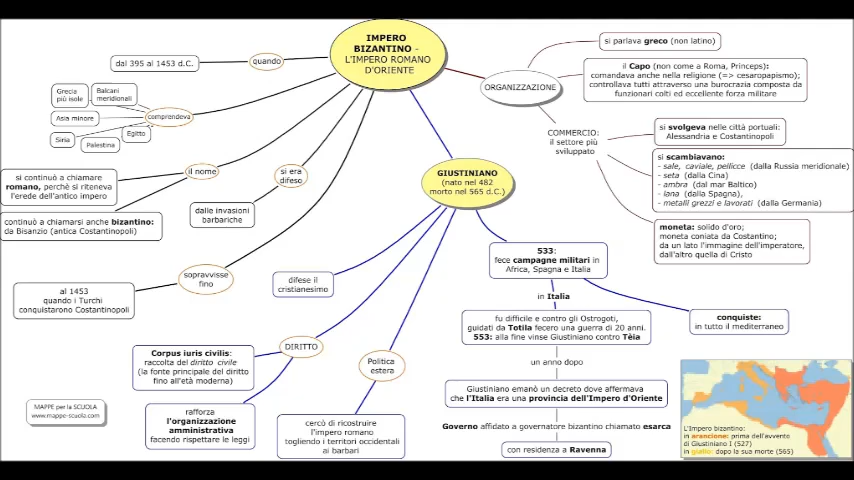 IMPERO
BIZANTINO -
L'IMPERO ROMANO
D'ORIENTE
quando
dal 395 al 1453 d.C.
comprendeva
Grecia
più isole
Balcani
meridionali
Asia minore
Siria
Palestina
Egitto
il nome
si continuò a chiamare
romano, perchè si riteneva
l'erede dell'antico impero
continuò a chiamarsi anche bizantino:
da Bisanzio (antica Costantinopoli)
si era
difeso
dalle invasioni
barbariche
sopravvisse
fino
al 1453
quando i Turchi
conquistarono Costantinopoli
ORGANIZZAZIONE
si parlava greco (non latino)
il Capo (non come a Roma, Princeps):
comandava anche nella religione (=> cesaropapismo);
controllava tutti attraverso una burocrazia composta da
funzionari colti ed eccellente forza militare
COMMERCIO:
il settore più
sviluppato
si svolgeva nelle città portuali:
Alessandria e Costantinopoli
si scambiavano:
- sale, caviale, pellicce (dalla Russia meridionale)
- seta (dalla Cina)
- ambra (dal mar Baltico)
- lana (dalla Spagna),
- metalli grezzi e lavorati (dalla Germania)
moneta: solido d'oro;
moneta coniata da Costantino;
da un lato l'immagine dell'imperatore,
dall'altro quella di Cristo
GIUSTINIANO
(nato nel 482
morto nel 565 d.C.)
difese il
cristianesimo
DIRITTO
Corpus iuris civilis:
raccolta del diritto civile
(la fonte principale del diritto
fino all'età moderna)
rafforza
l'organizzazione
amministrativa
facendo rispettare le leggi
Politica
estera
cercò di ricostruire
l'impero romano
togliendo i territori occidentali
ai barbari
533:
fece campagne militari in
Africa, Spagna e Italia
in Italia
fu difficile e contro gli Ostrogoti,
guidati da Totila fecero una guerra di 20 anni.
553: alla fine vinse Giustiniano contro Tèia
un anno dopo
Giustiniano emanò un decreto dove affermava
che l'Italia era una provincia dell'Impero d'Oriente
Governo affidato a governatore bizantino chiamato esarca
con residenza a Ravenna
conquiste:
in tutto il mediterraneo
MAPPE per la SCUOLA
www.mappe-scuola.com
L'Impero bizantino:
in arancione: prima dell'avvento
di Giustiniano I (527)
in giallo: dopo la sua morte (565)